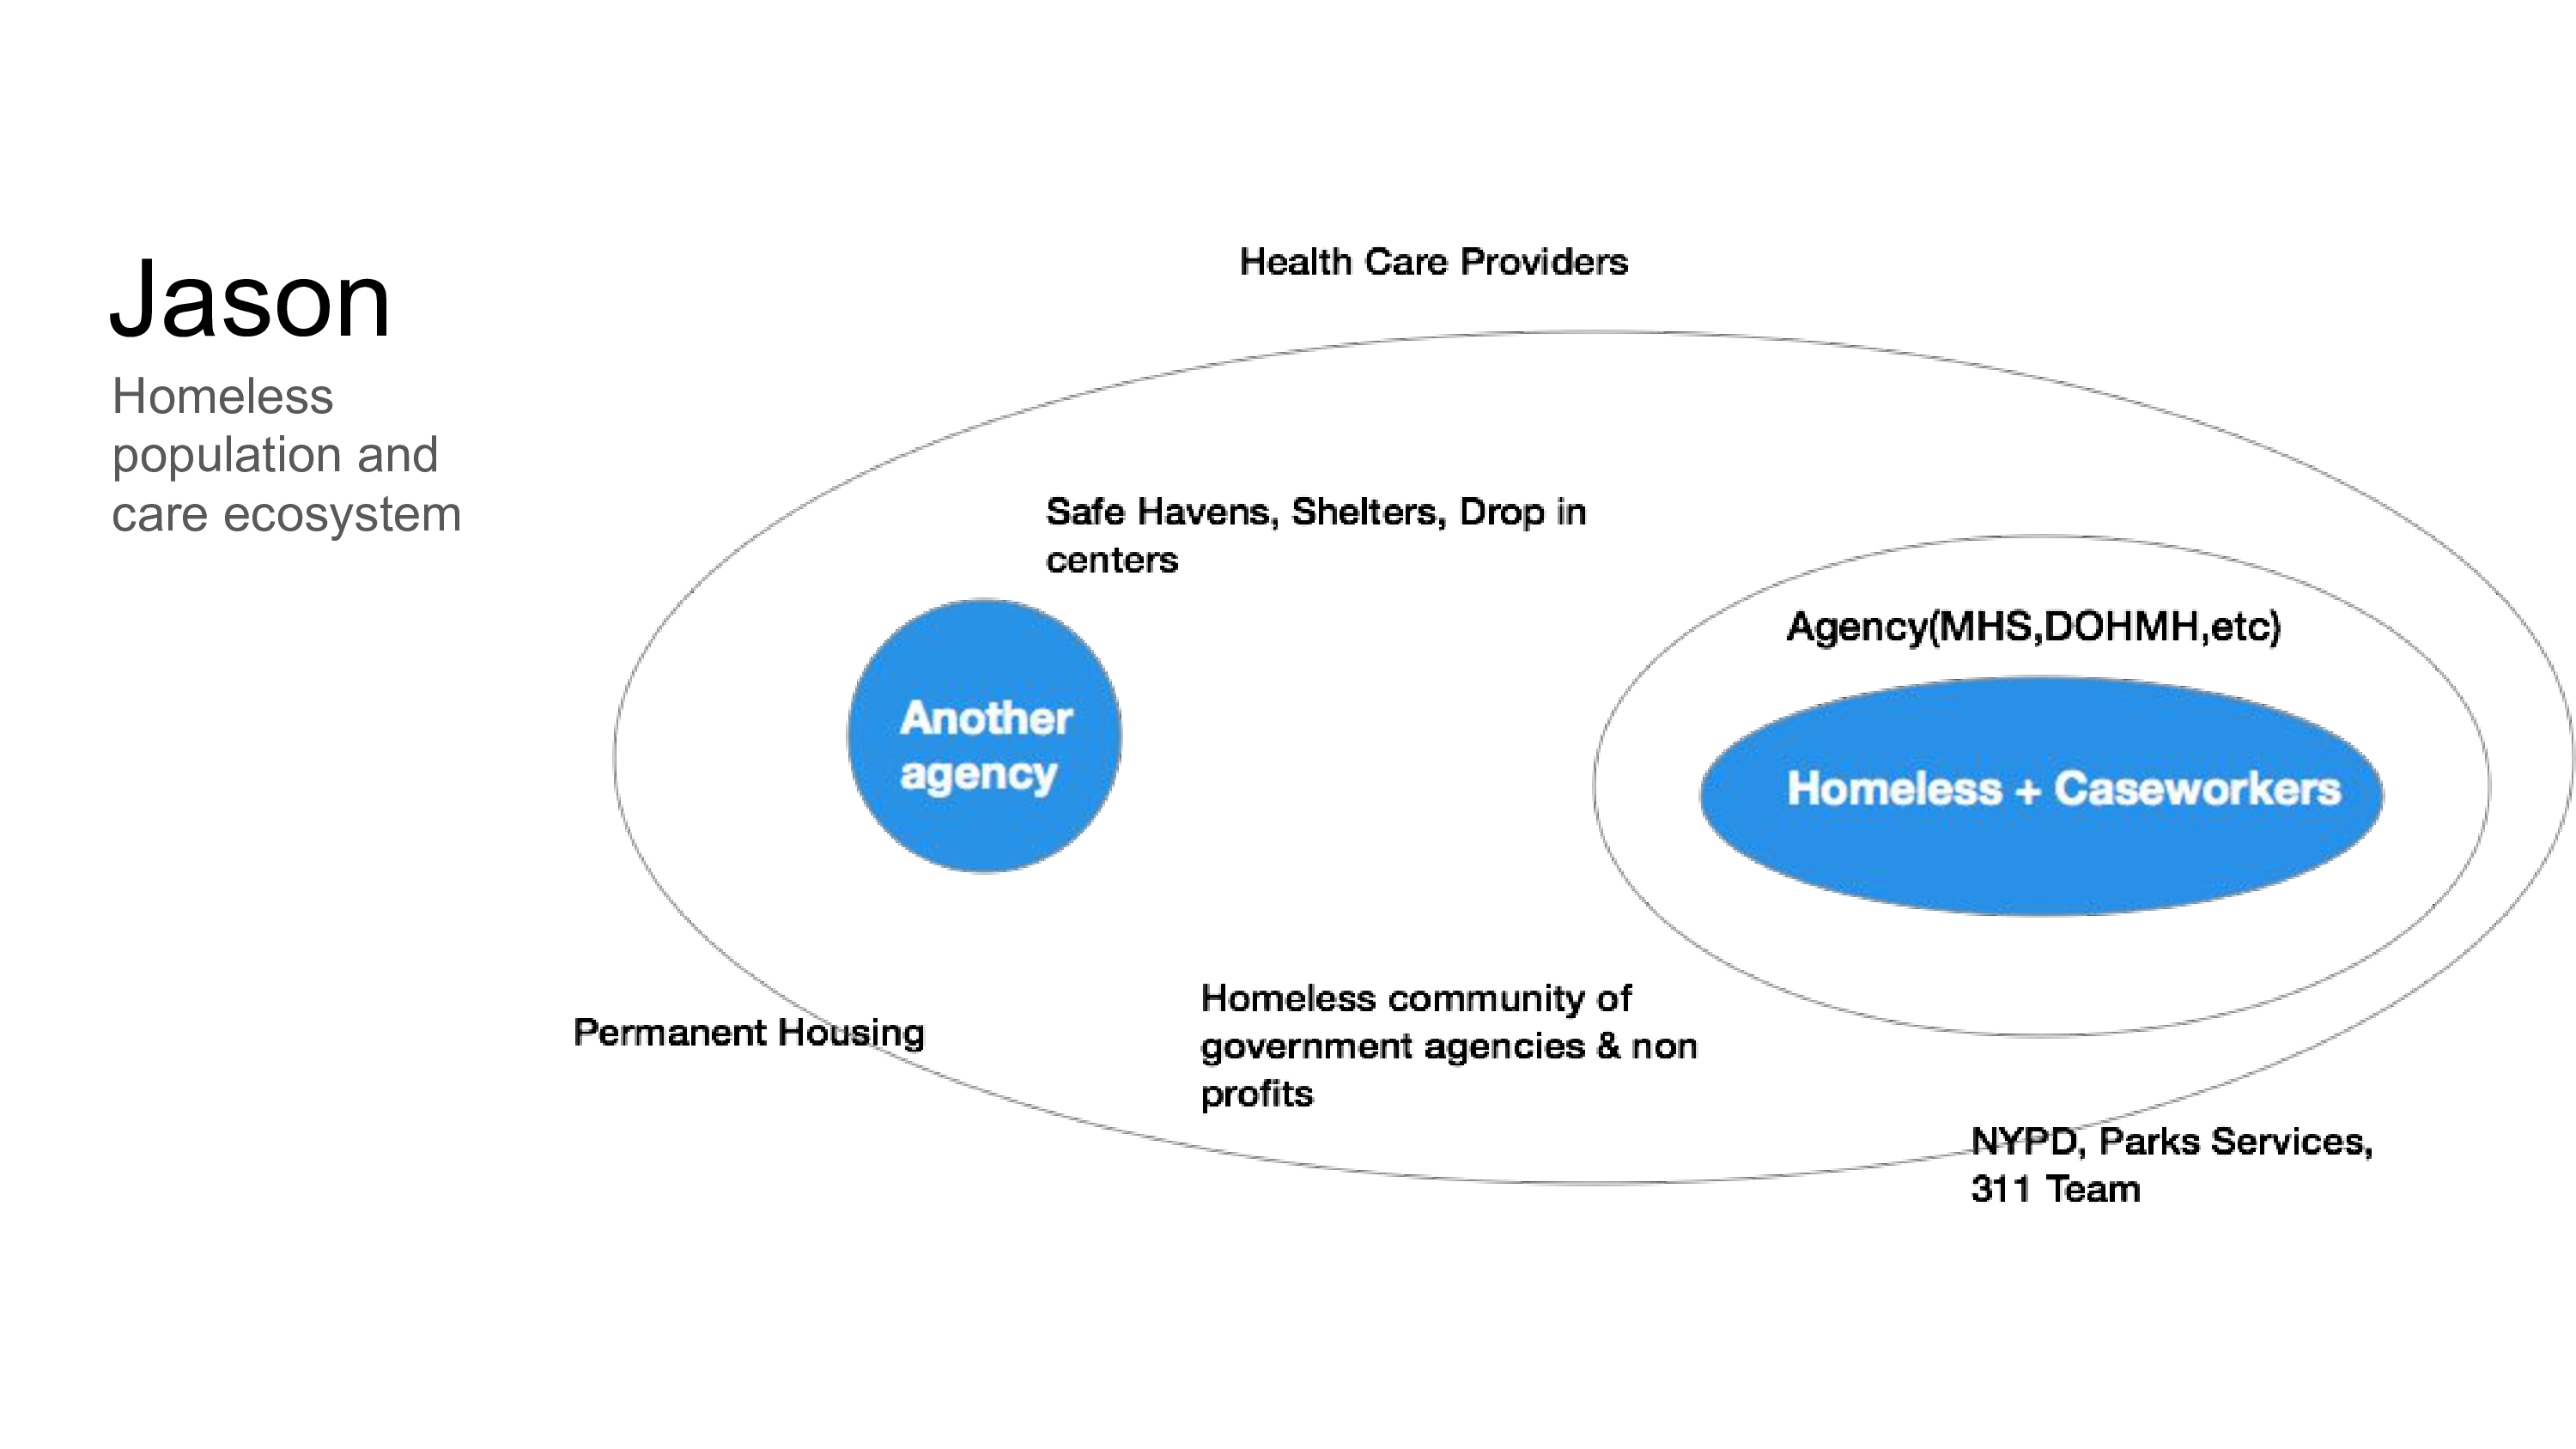 Jason
Homeless
population and
care ecosystem
Health Care Providers
Safe Havens, Shelters, Drop in
centers
Another
agency
Agency(MHS,DOHMH,etc)
Homeless + Caseworkers
Permanent Housing
Homeless community of
government agencies & non
profits
NYPD, Parks Services,
311 Team